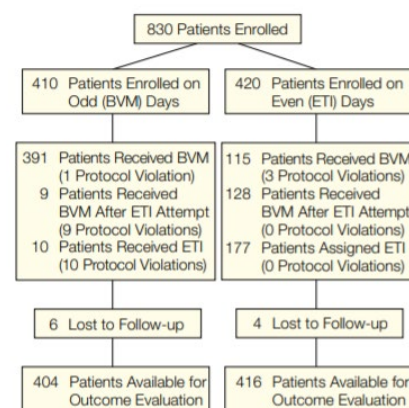 830 Patients Enrolled
410 Patients Enrolled on
Odd (BVM) Days
420 Patients Enrolled on
Even (ETI) Days
391 Patients Received BVM
(1 Protocol Violation)
9 Patients Received
BVM After ETI Attempt
(9 Protocol Violations)
10 Patients Received ETI
(10 Protocol Violations)
115 Patients Received BVM
(3 Protocol Violations)
128 Patients Received
BVM After ETI Attempt
(0 Protocol Violations)
177 Patients Assigned ETI
(0 Protocol Violations)
6 Lost to Follow-up
4 Lost to Follow-up
404 Patients Available for
Outcome Evaluation
416 Patients Available for
Outcome Evaluation